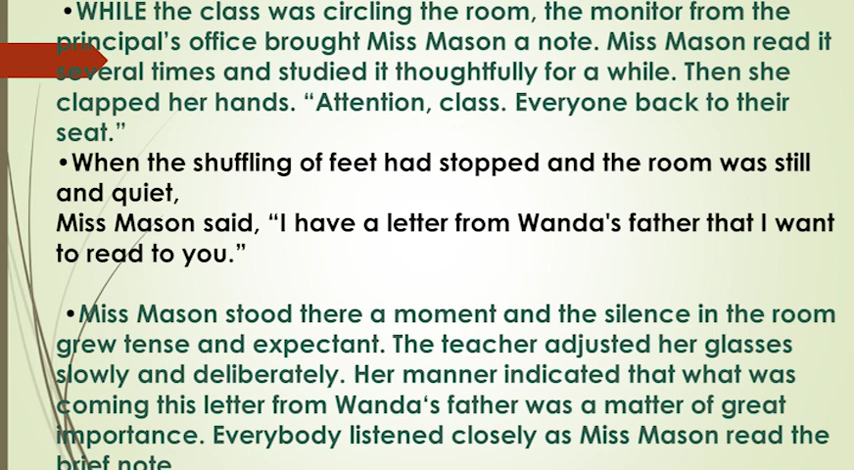 •WHILE the class was circling the room, the monitor from the
principal’s office brought Miss Mason a note. Miss Mason read it
several times and studied it thoughtfully for a while. Then she
clapped her hands. “Attention, class. Everyone back to their
seat.”
•When the shuffling of feet had stopped and the room was still
and quiet,
Miss Mason said, “I have a letter from Wanda's father that I want
to read to you.”
•Miss Mason stood there a moment and the silence in the room
grew tense and expectant. The teacher adjusted her glasses
slowly and deliberately. Her manner indicated that what was
coming this letter from Wanda‘s father was a matter of great
importance. Everybody listened closely as Miss Mason read the
brief note